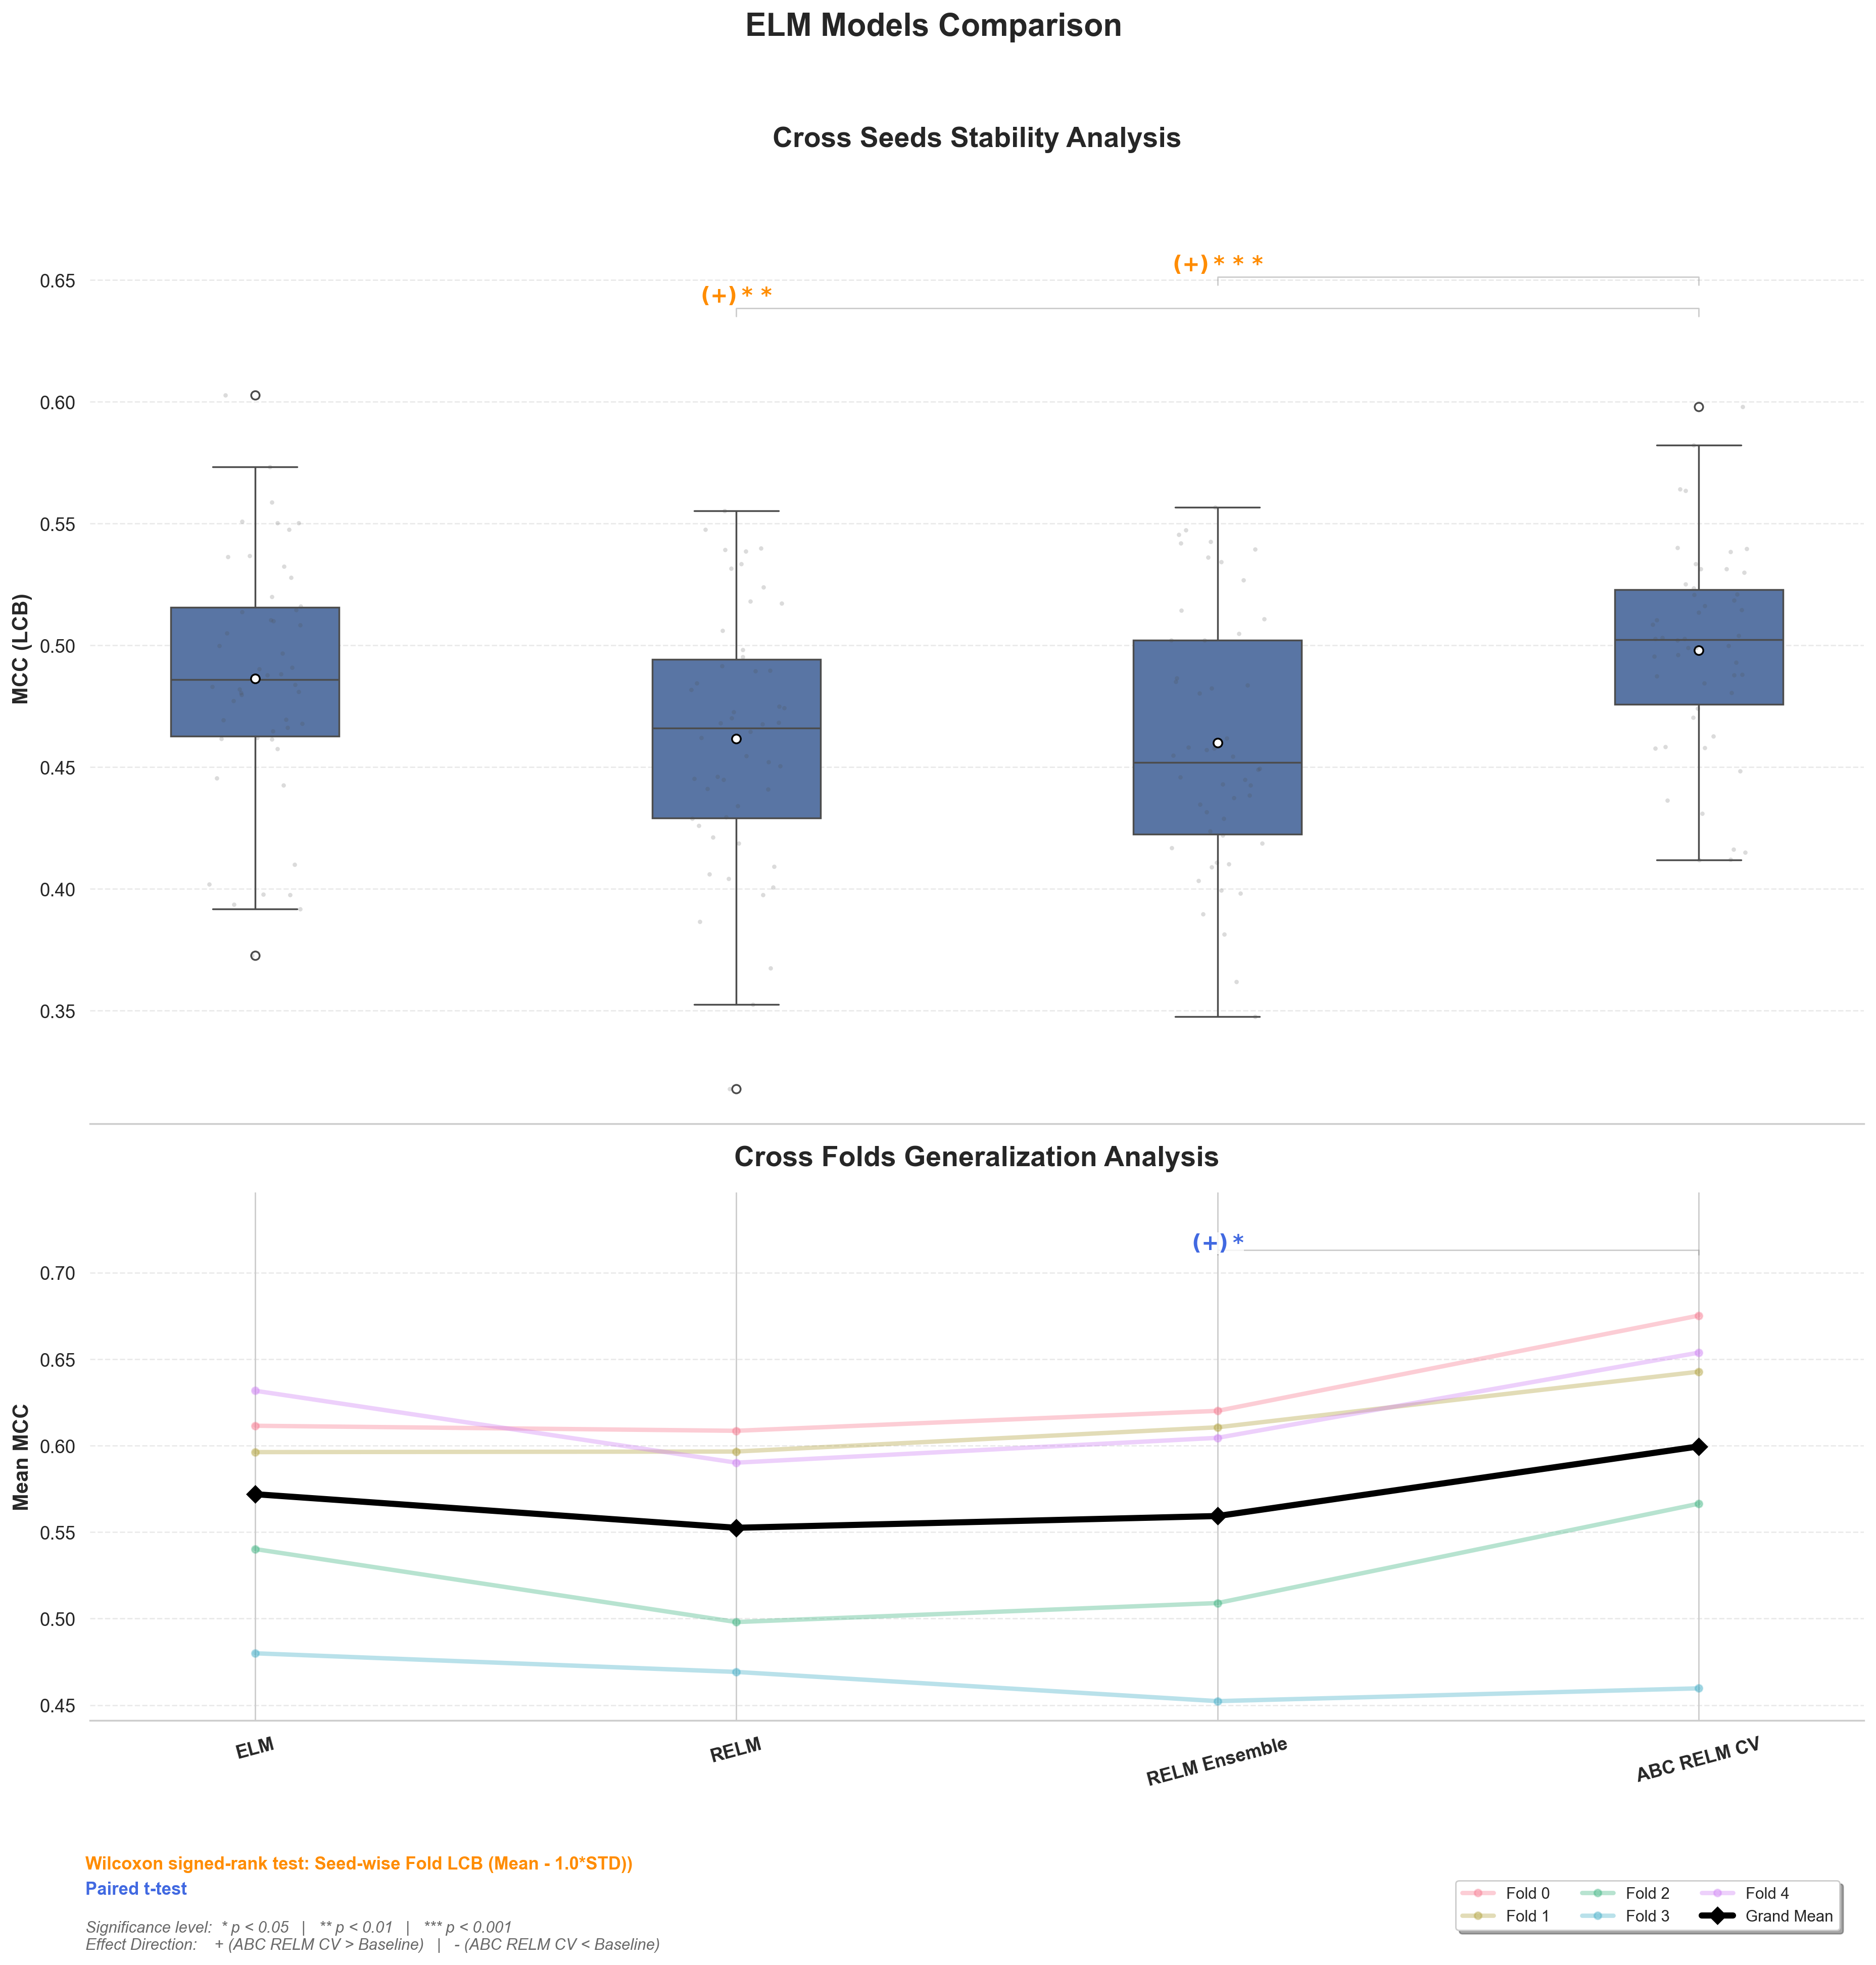 ELM Models Comparison
Cross Seeds Stability Analysis
MCC (LCB)
0.65
0.60
0.55
0.50
0.45
0.40
0.35
(+) * * *
(+) * *
Cross Folds Generalization Analysis
Mean MCC
0.70
0.65
0.60
0.55
0.50
0.45
(+) *
ELM
RELM
RELM Ensemble
ABC RELM CV
Wilcoxon signed-rank test: Seed-wise Fold LCB (Mean - 1.0*STD))
Paired t-test
Significance level: * p < 0.05 | ** p < 0.01 | *** p < 0.001
Effect Direction: + (ABC RELM CV > Baseline) | - (ABC RELM CV < Baseline)
Fold 0
Fold 1
Fold 2
Fold 3
Fold 4
Grand Mean